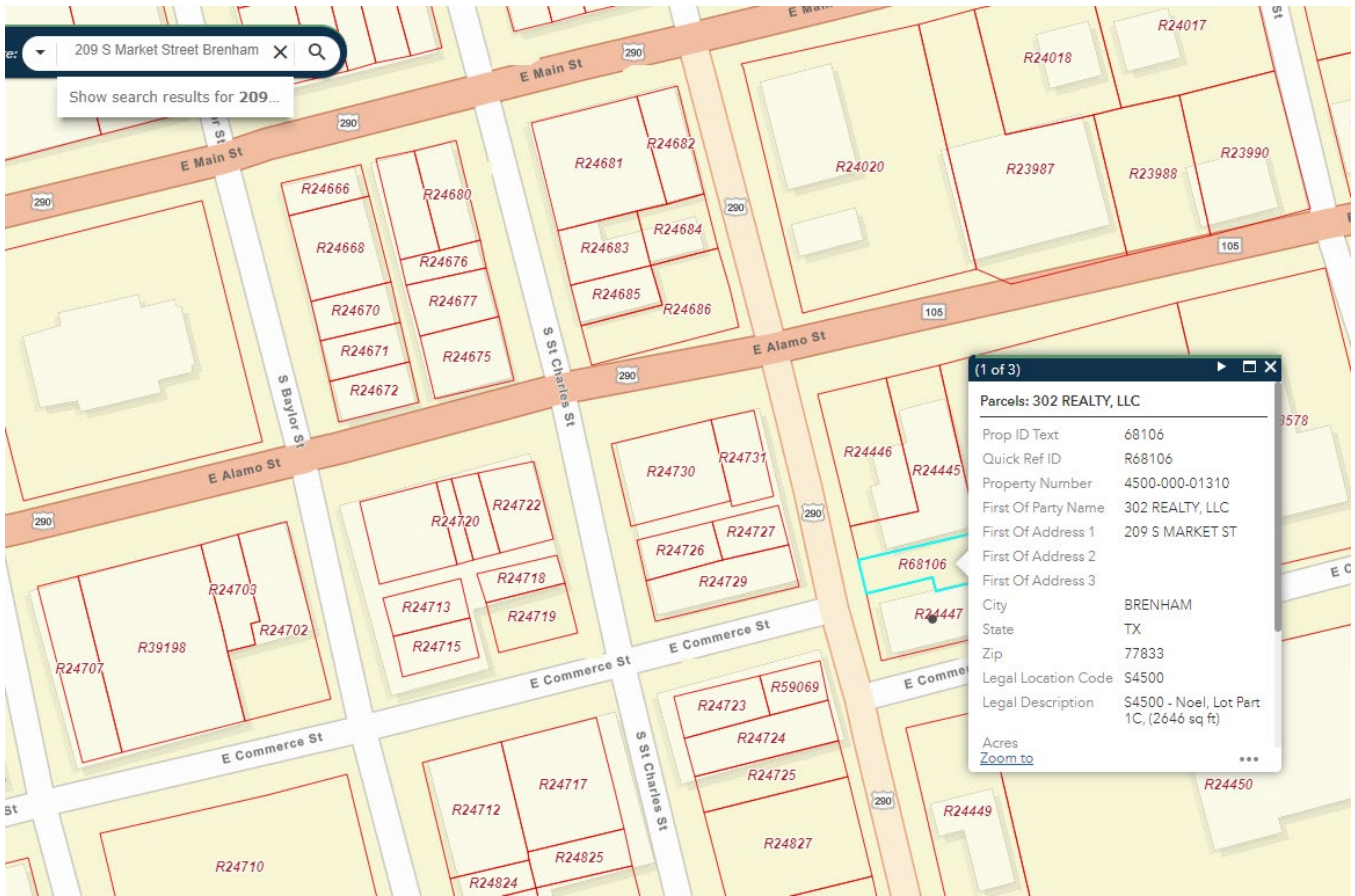 re:
209 S Market Street Brenham
Show search results for 209...
E Main St
290
E Main St
290
E Main St
290
R24017
R24018
St
R24681
R24682
R24020
R23987
R23988
R23990
R24666
R24680
R24668
R24683
R24684
290
R24676
R24670
R24677
R24685
R24686
105
R24671
R24675
R24672
105
E Alamo St
S St Charles St
290
S Baylor St
E Alamo St
290
R24730
R24731
R24446
R24445
290
R24720
R24722
R24726
R24727
R24729
R68106
R24447
R24718
R24713
R24719
R24715
R24703
R24702
R39198
R24707
E Commerce St
E Commerce St
E Commerce St
R24723
R59069
R24724
R24725
S St Charles St
R24717
R24712
290
R24449
R24450
R24827
R24825
R24824
R24710
St
(1 of 3)
Parcels: 302 REALTY, LLC
Prop ID Text 68106
Quick Ref ID R68106
Property Number 4500-000-01310
First Of Party Name 302 REALTY, LLC
First Of Address 1 209 S MARKET ST
First Of Address 2
First Of Address 3
City BRENHAM
State TX
Zip 77833
Legal Location Code S4500
Legal Description S4500 - Noel, Lot Part
1C, (2646 sq ft)
Acres
Zoom to